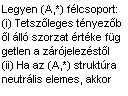 Legyen (A,*) félcsoport:
(i) Tetszőleges tényezőb
ől álló szorzat értéke füg
getlen a zárójelezéstől
(ii) Ha az (A,*) struktúra
neutrális elemes, akkor